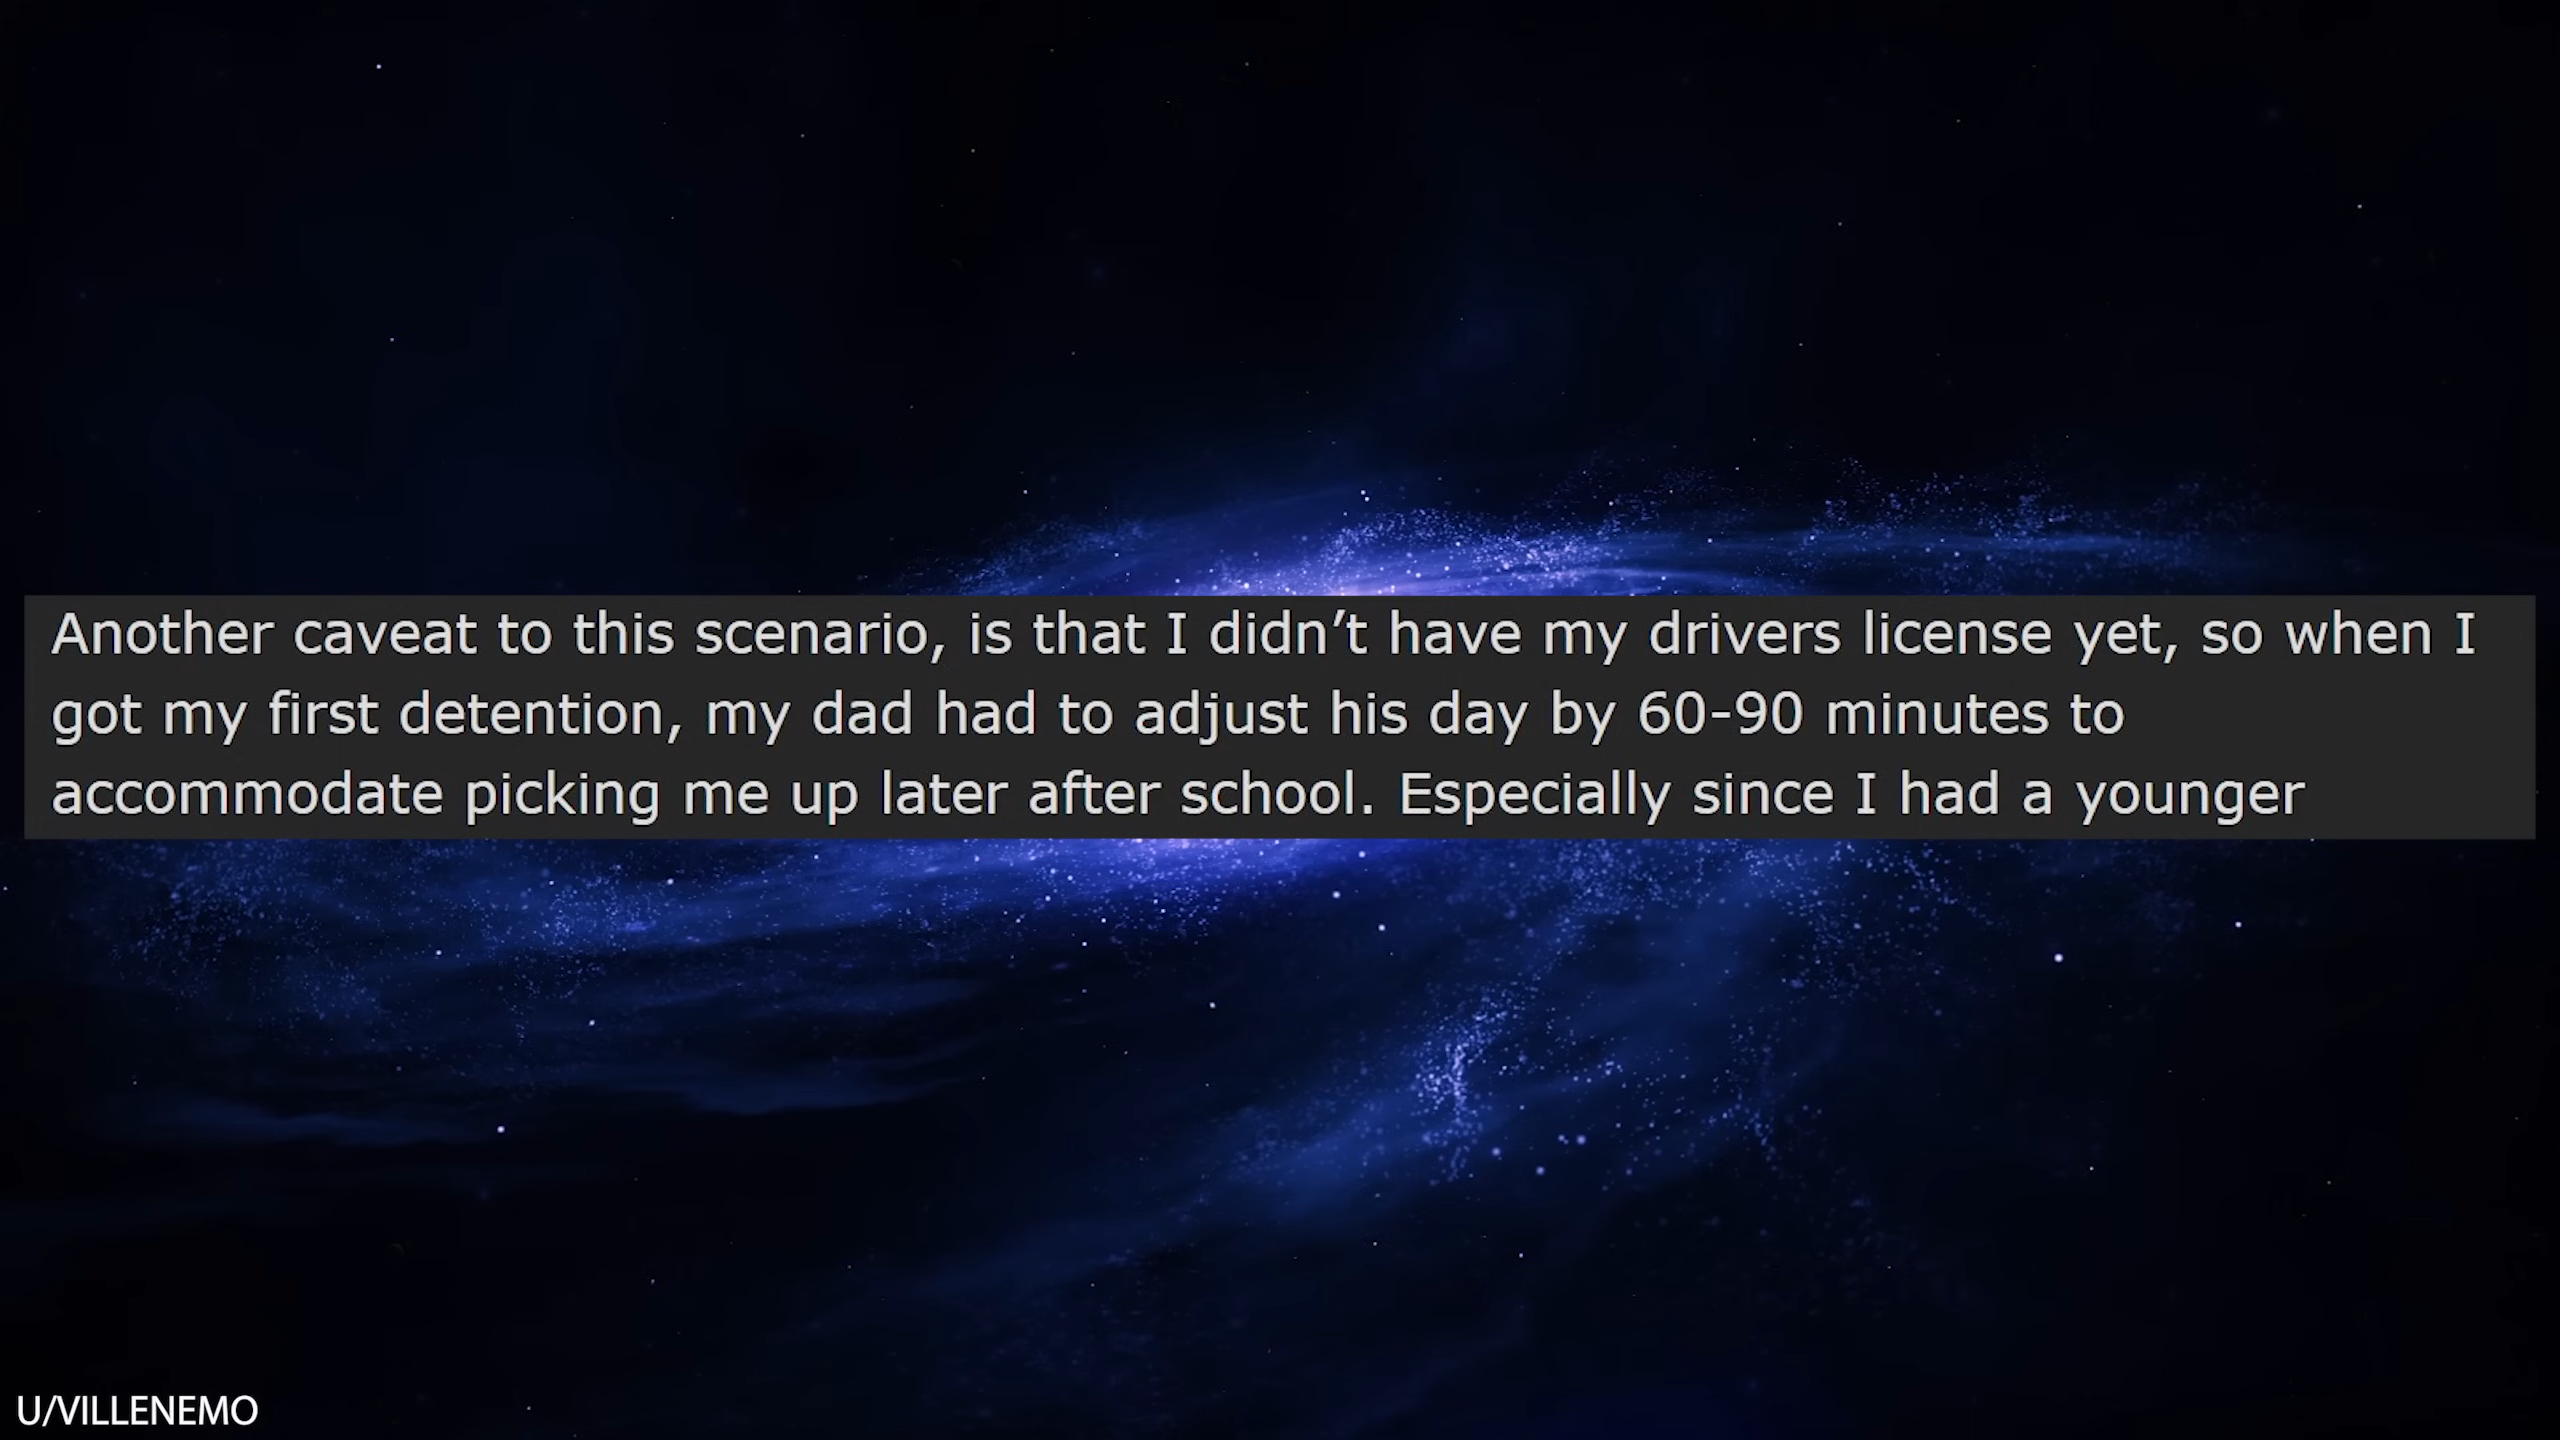 Another caveat to this scenario, is that I didn’t have my drivers license yet, so when I
got my first detention, my dad had to adjust his day by 60-90 minutes to
accommodate picking me up later after school. Especially since I had a younger
U/VILLENEMO